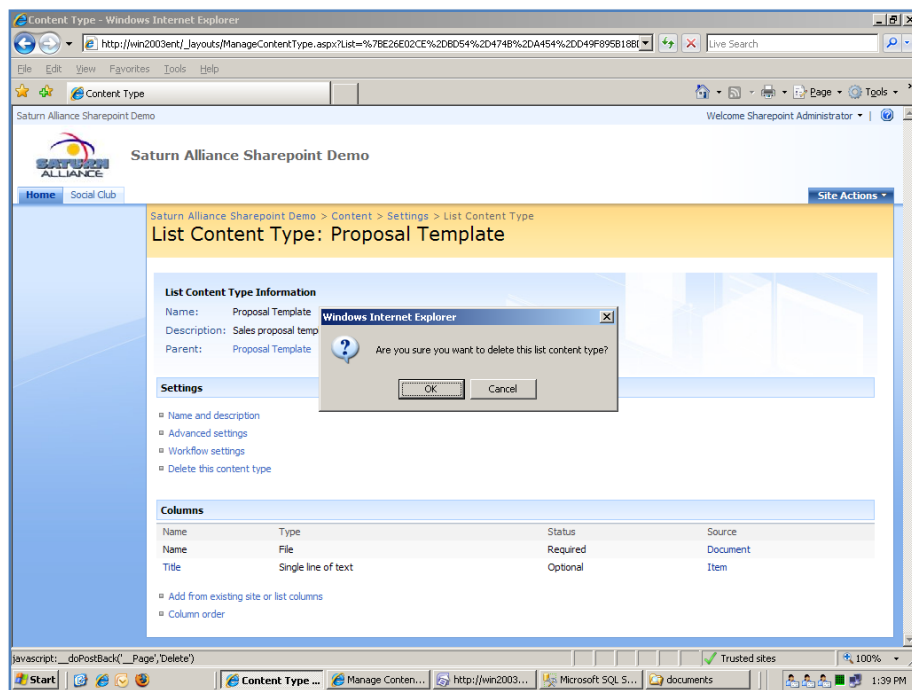 Content Type - Windows Internet Explorer
http://win2003ent/_layouts/ManageContentType.aspx?List=%7BE26E02CE%2DBD54%2D474B%2DA454%2DD49F895B18B
Live Search
File Edit View Favorites Tools Help
Content Type
Page Tools
Saturn Alliance Sharepoint Demo
Welcome Sharepoint Administrator
SATURN
ALLIANCE
Saturn Alliance Sharepoint Demo
Home Social Club
Site Actions
Saturn Alliance Sharepoint Demo > Content > Settings > List Content Type
List Content Type: Proposal Template
List Content Type Information
Name: Proposal Template
Description: Sales proposal temp
Parent: Proposal Template
Windows Internet Explorer
Are you sure you want to delete this list content type?
OK Cancel
Settings
Name and description
Advanced settings
Workflow settings
Delete this content type
Columns
Name Type Status Source
Name File Required Document
Title Single line of text Optional Item
Add from existing site or list columns
Column order
javascript:__doPostBack('__Page','Delete')
Trusted sites
100%
Start
Content Type ...
Manage Conten...
http://win2003...
Microsoft SQL S...
documents
1:39 PM